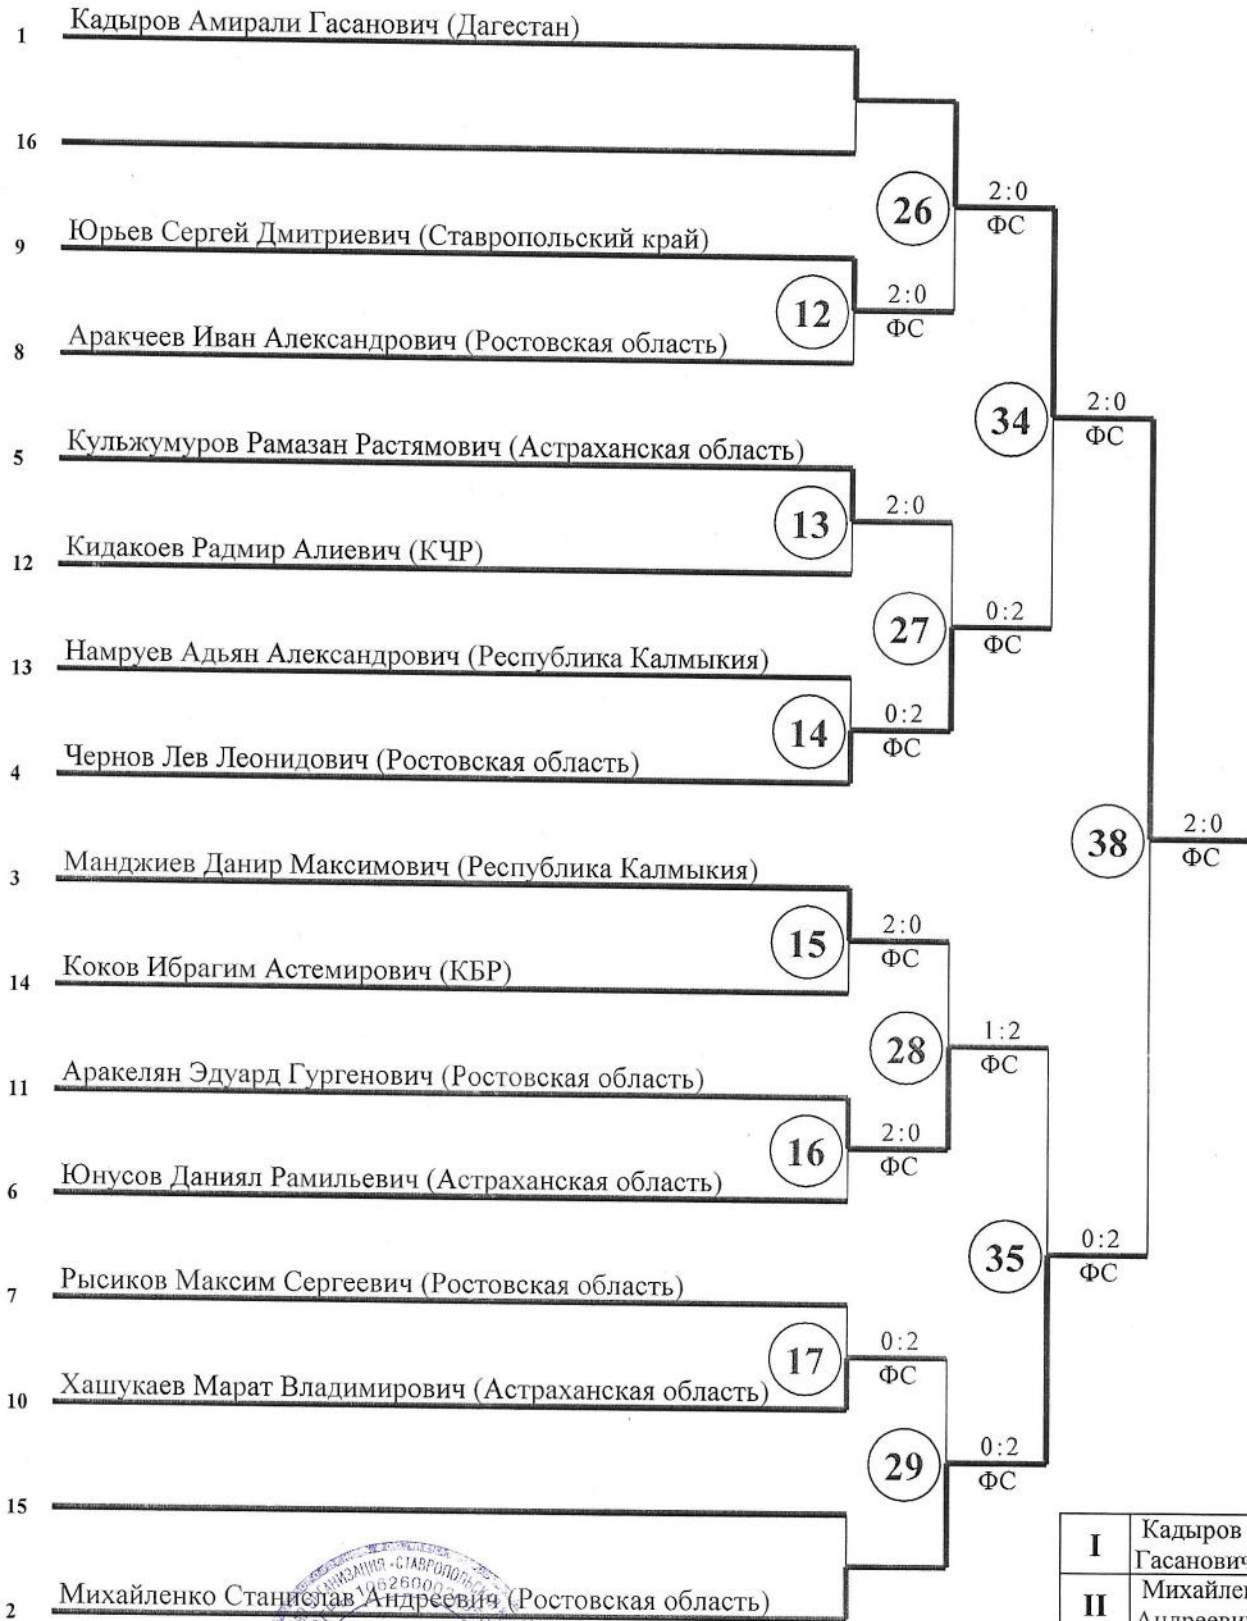 1 Кадыров Амирали Гасанович (Дагестан)
16
26 2:0
ФС
9 Юрьев Сергей Дмитриевич (Ставропольский край)
12 2:0
ФС
8 Аракчеев Иван Александрович (Ростовская область)
34 2:0
ФС
5 Кульжумуров Рамазан Растямович (Астраханская область)
13 2:0
12 Кидакоев Радмир Алиевич (КЧР)
27 0:2
ФС
13 Намруев Адьян Александрович (Республика Калмыкия)
14 0:2
ФС
4 Чернов Лев Леонидович (Ростовская область)
38 2:0
ФС
3 Манджиев Данир Максимович (Республика Калмыкия)
15 2:0
ФС
14 Коков Ибрагим Астемирович (КБР)
28 1:2
ФС
11 Аракелян Эдуард Гургенович (Ростовская область)
16 2:0
ФС
6 Юнусов Даниял Рамильевич (Астраханская область)
35 0:2
ФС
7 Рысиков Максим Сергеевич (Ростовская область)
17 0:2
ФС
10 Хашукаев Марат Владимирович (Астраханская область)
29 0:2
ФС
15
2 Михайленко Станислав Андреевич (Ростовская область)
I Кадыров
Гасанович
II